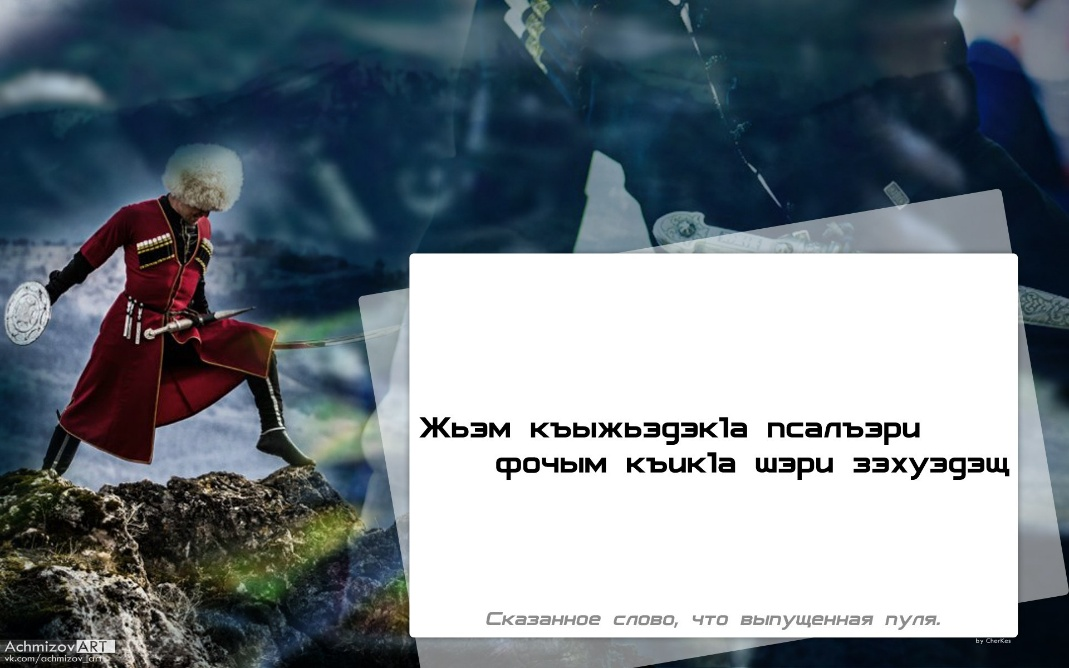 Жьэм къыжьэдэк1а псалъэри
фочым къик1а шэри зэхуэдэщ
Сказанное слово, что выпущенная пуля.
by CherKes
Achmizov ART
vk.com/achmizov_art